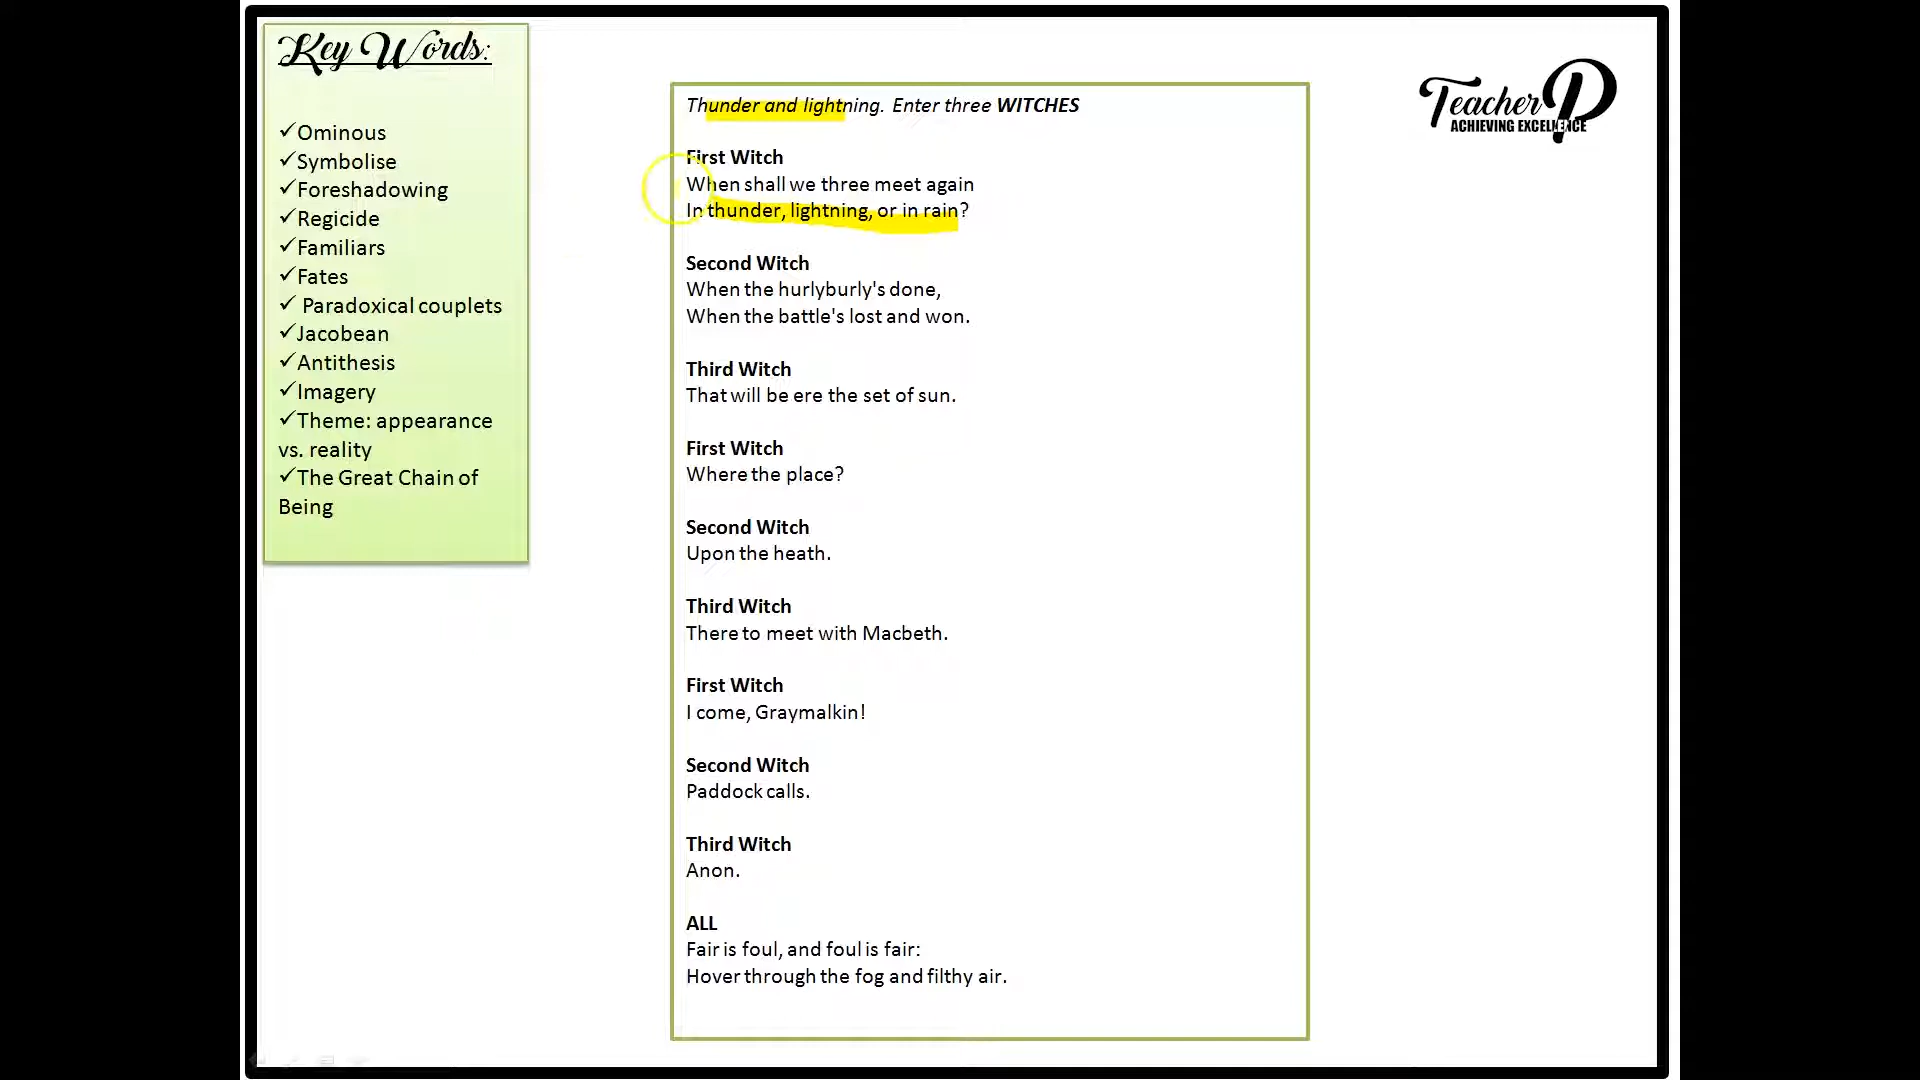 Key Words:
✓Ominous
✓Symbolise
✓Foreshadowing
✓Regicide
✓Familiars
✓Fates
✓ Paradoxical couplets
✓Jacobean
✓Antithesis
✓Imagery
✓Theme: appearance
vs. reality
✓The Great Chain of
Being
Thunder and lightning. Enter three WITCHES
First Witch
When shall we three meet again
In thunder, lightning, or in rain?
Second Witch
When the hurlyburly's done,
When the battle's lost and won.
Third Witch
That will be ere the set of sun.
First Witch
Where the place?
Second Witch
Upon the heath.
Third Witch
There to meet with Macbeth.
First Witch
I come, Graymalkin!
Second Witch
Paddock calls.
Third Witch
Anon.
ALL
Fair is foul, and foul is fair:
Hover through the fog and filthy air.
Teacher P
ACHIEVING EXCELLENCE